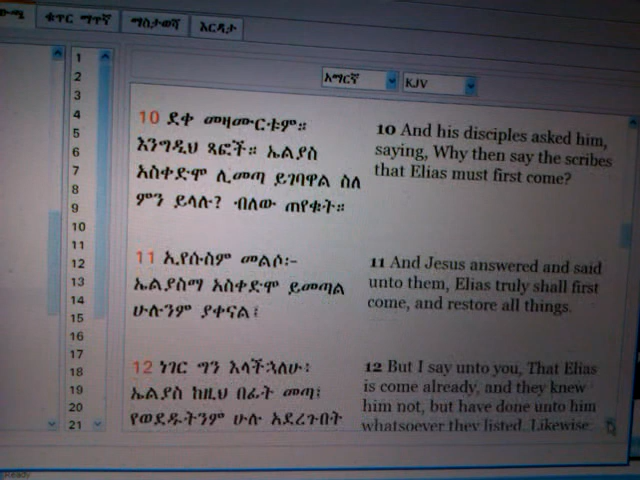 ቁጥር ማጥኛ
ማስታወሻ
እርዳታ
አማርኛ
KJV
1
2
3
4
5
6
7
8
9
10
11
12
13
14
15
16
17
18
19
20
21
10 ደቀ መዛሙርቱም።
እንግዲህ ጻፎች። ኤልያስ
አስቀድሞ ሊመጣ ይገባዋል ስለ
ምን ይላሉ? ብለው ጠየቁት።
10 And his disciples asked him,
saying, Why then say the scribes
that Elias must first come?
11 ኢየሱስም መልሶ፡-
ኤልያስማ አስቀድሞ ይመጣል
ሁሉንም ያቀናል፤
11 And Jesus answered and said
unto them, Elias truly shall first
come, and restore all things.
12 ነገር ግን እላችኋለሁ፤
ኤልያስ ከዚህ በፊት መጣ፤
የወደዱትንም ሁሉ አደረጉበት
12 But I say unto you, That Elias
is come already, and they knew
him not, but have done unto him
whatsoever they listed. Likewise
Ready